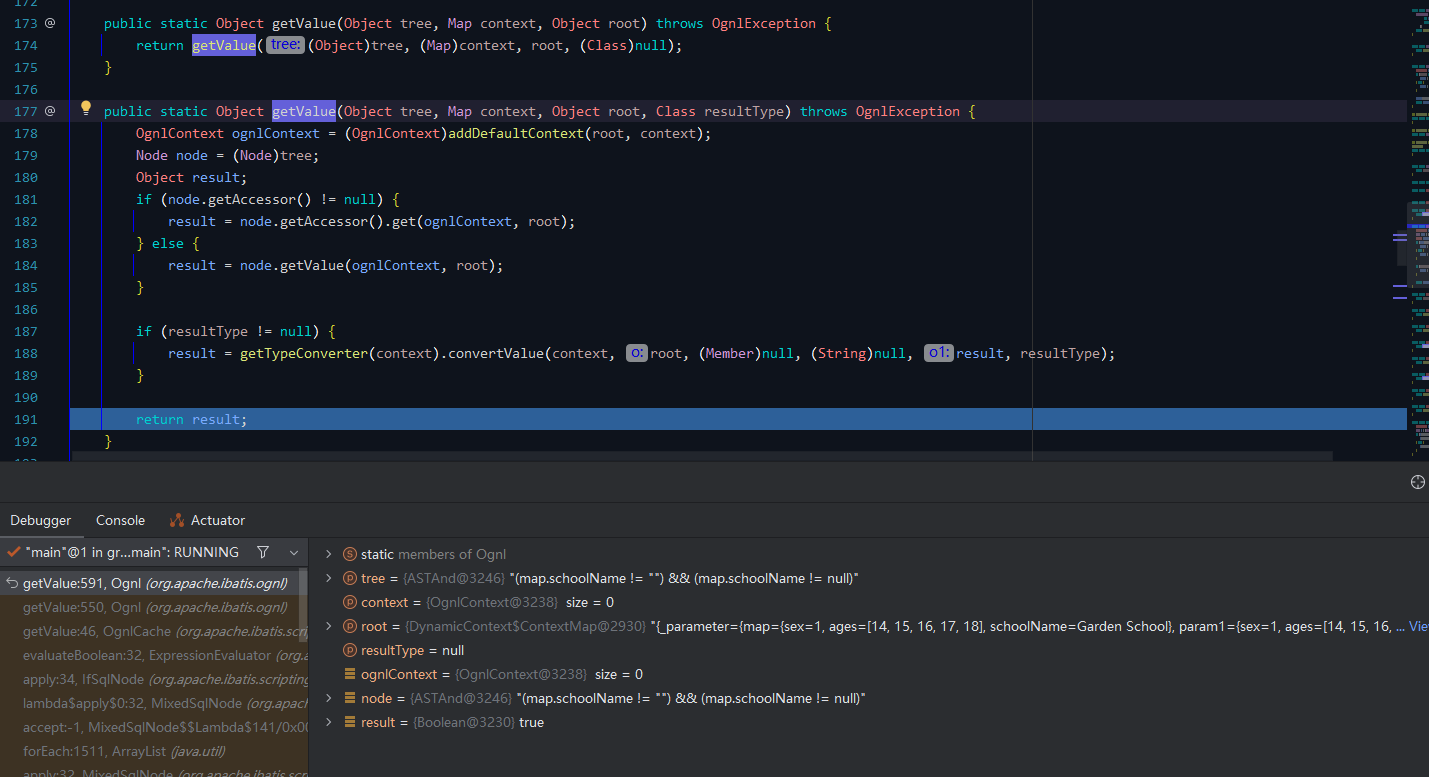 172
173 @ public static Object getValue(Object tree, Map context, Object root) throws OgnlException {
174 return getValue( tree: (Object)tree, (Map)context, root, (Class)null);
175 }
176
177 @ public static Object getValue(Object tree, Map context, Object root, Class resultType) throws OgnlException {
178 OgnlContext ognlContext = (OgnlContext)addDefaultContext(root, context);
179 Node node = (Node)tree;
180 Object result;
181 if (node.getAccessor() != null) {
182 result = node.getAccessor().get(ognlContext, root);
183 } else {
184 result = node.getValue(ognlContext, root);
185 }
186
187 if (resultType != null) {
188 result = getTypeConverter(context).convertValue(context, o: root, (Member)null, (String)null, o1: result, resultType);
189 }
190
191 return result;
192 }
Debugger Console Actuator
"main"@1 in gr...main": RUNNING
getValue:591, Ognl (org.apache.ibatis.ognl)
getValue:550, Ognl (org.apache.ibatis.ognl)
getValue:46, OgnlCache (org.apache.ibatis.scrip
evaluateBoolean:32, ExpressionEvaluator (org.a
apply:34, IfSqlNode (org.apache.ibatis.scripting
lambda$apply$0:32, MixedSqlNode (org.apach
accept:-1, MixedSqlNode$$Lambda$141/0x00
forEach:1511, ArrayList (java.util)
apply:32, MixedSqlNode (org.apache.ibatis.scrip
static members of Ognl
tree = {ASTAnd@3246} "(map.schoolName != "") && (map.schoolName != null)"
context = {OgnlContext@3238} size = 0
root = {DynamicContext$ContextMap@2930} "{_parameter={map={sex=1, ages=[14, 15, 16, 17, 18], schoolName=Garden School}, param1={sex=1, ages=[14, 15, 16, ... Vie
resultType = null
ognlContext = {OgnlContext@3238} size = 0
node = {ASTAnd@3246} "(map.schoolName != "") && (map.schoolName != null)"
result = {Boolean@3230} true